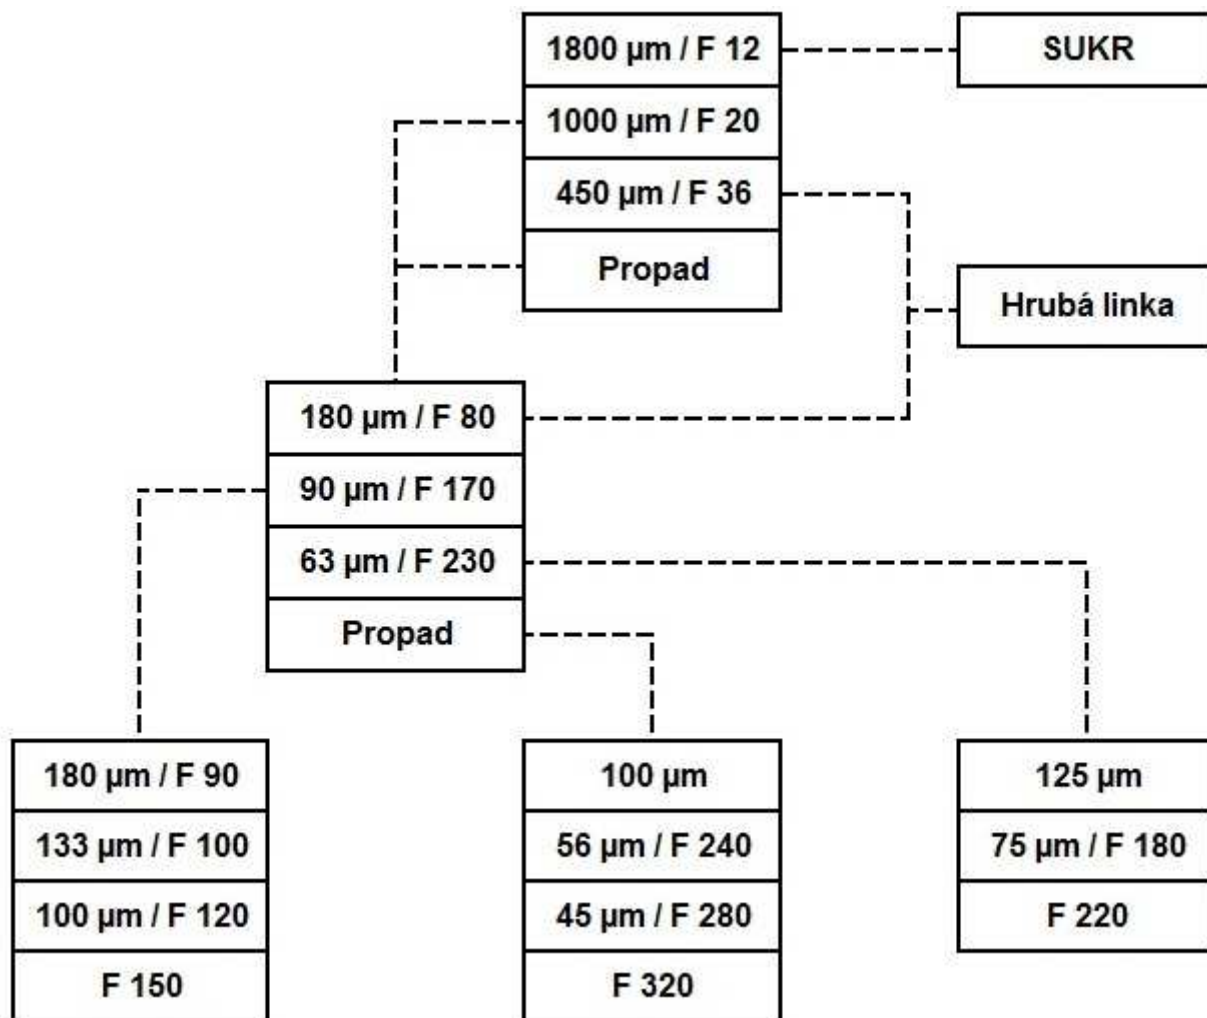 1800 µm / F 12
SUKR
1000 µm / F 20
450 µm / F 36
Propad
Hrubá linka
180 µm / F 80
90 µm / F 170
63 µm / F 230
Propad
180 µm / F 90
133 µm / F 100
100 µm / F 120
F 150
100 µm
56 µm / F 240
45 µm / F 280
F 320
125 µm
75 µm / F 180
F 220